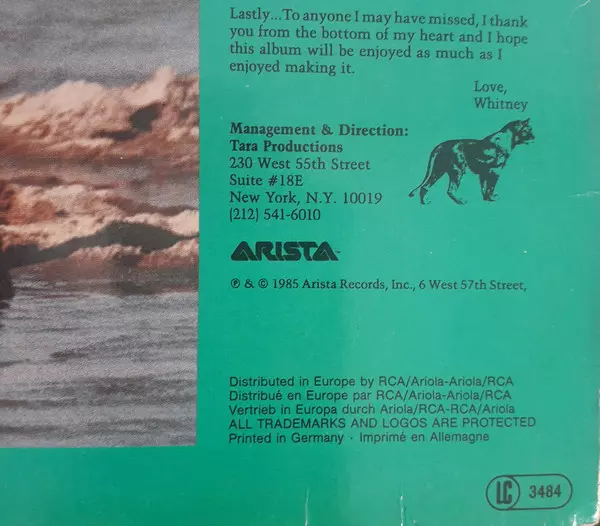 Lastly...To anyone I may have missed, I thank
you from the bottom of my heart and I hope
this album will be enjoyed as much as I
enjoyed making it.
Love,
Whitney
Management & Direction:
Tara Productions
230 West 55th Street
Suite #18E
New York, N.Y. 10019
(212) 541-6010
ARISTA
℗ & © 1985 Arista Records, Inc., 6 West 57th Street,
Distributed in Europe by RCA/Ariola-Ariola/RCA
Distribué en Europe par RCA/Ariola-Ariola/RCA
Vertrieb in Europa durch Ariola/RCA-RCA/Ariola
ALL TRADEMARKS AND LOGOS ARE PROTECTED
Printed in Germany · Imprimé en Allemagne
LC 3484